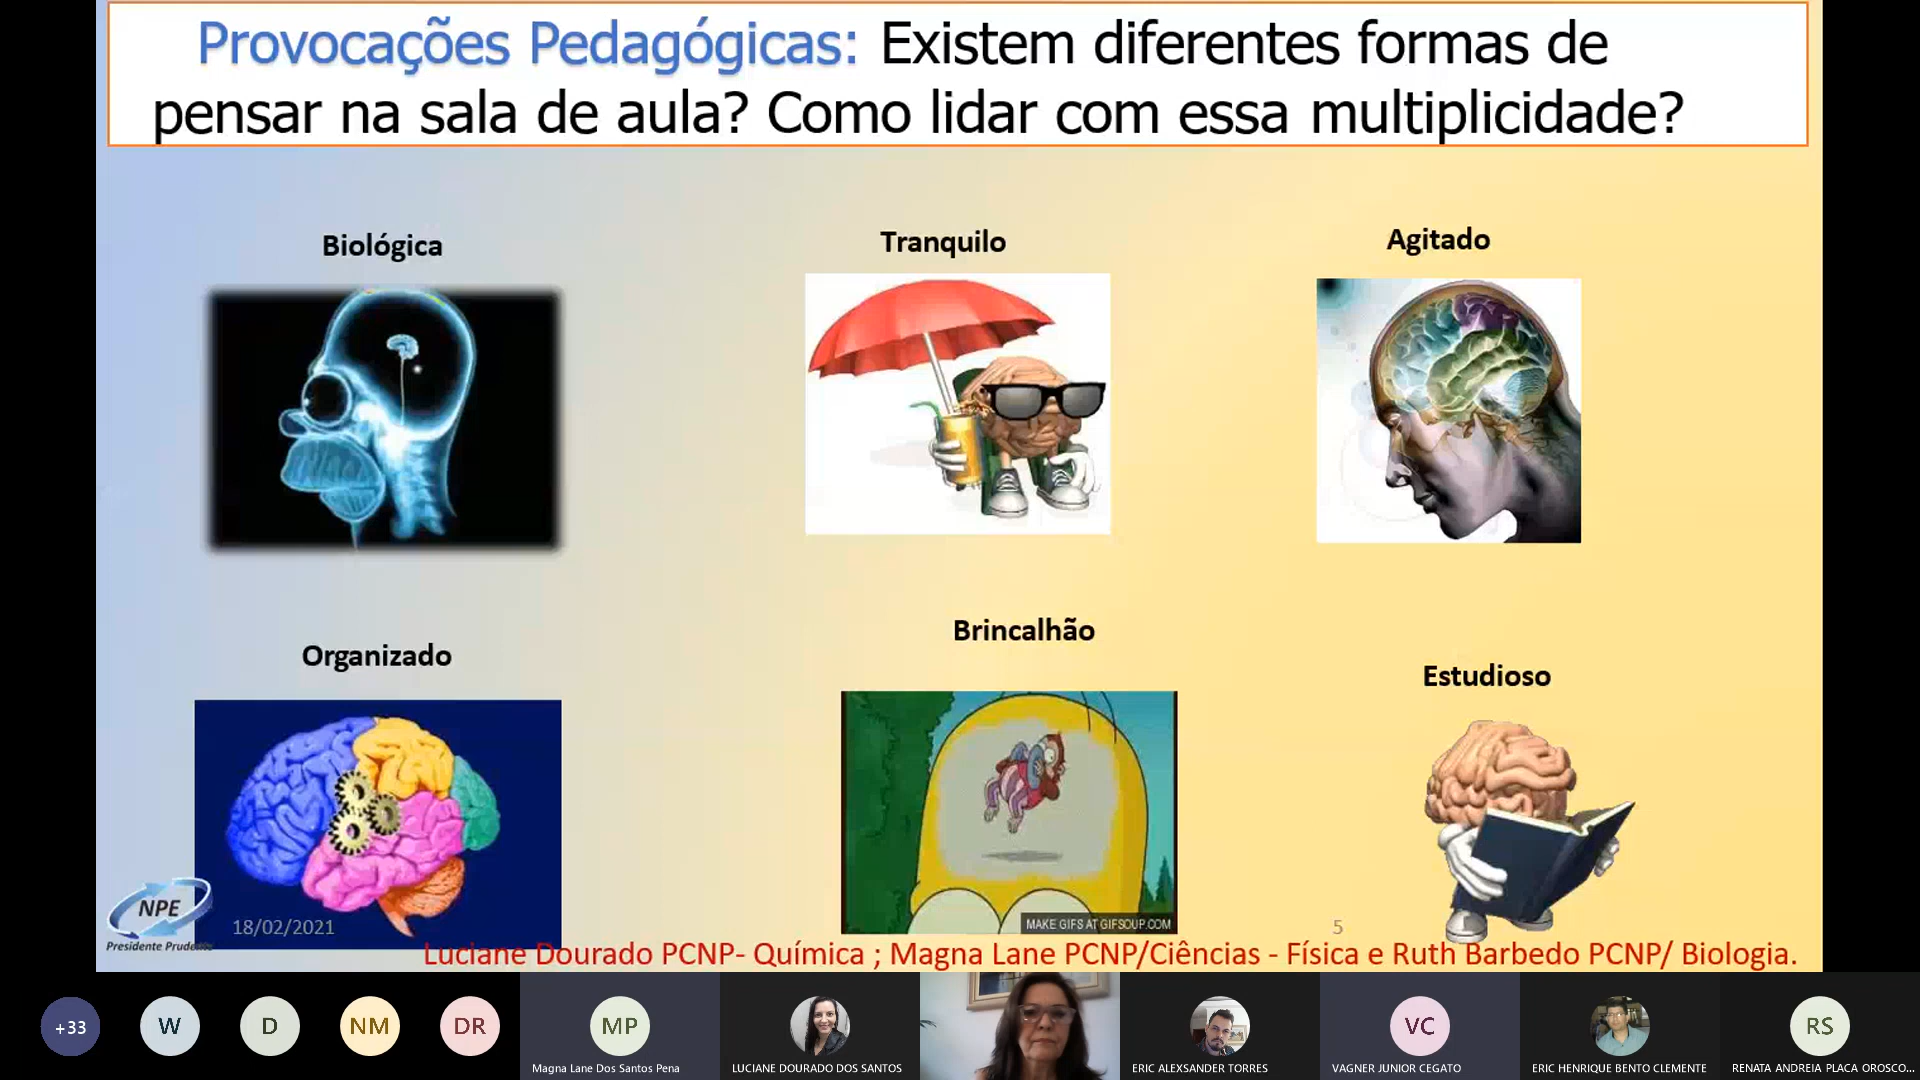 Provocações Pedagógicas: Existem diferentes formas de
pensar na sala de aula? Como lidar com essa multiplicidade?
Biológica
Tranquilo
Agitado
Organizado
Brincalhão
Estudioso
MAKE GIFS AT GIFSOUP.COM
NPE
Presidente Prudente
18/02/2021
5
Luciane Dourado PCNP- Química ; Magna Lane PCNP/Ciências - Física e Ruth Barbedo PCNP/ Biologia.
+33
W
D
NM
DR
MP
Magna Lane Dos Santos Pena
LUCIANE DOURADO DOS SANTOS
ERIC ALEXSANDER TORRES
VC
VAGNER JUNIOR CEGATO
ERIC HENRIQUE BENTO CLEMENTE
RS
RENATA ANDREIA PLACA OROSCO...